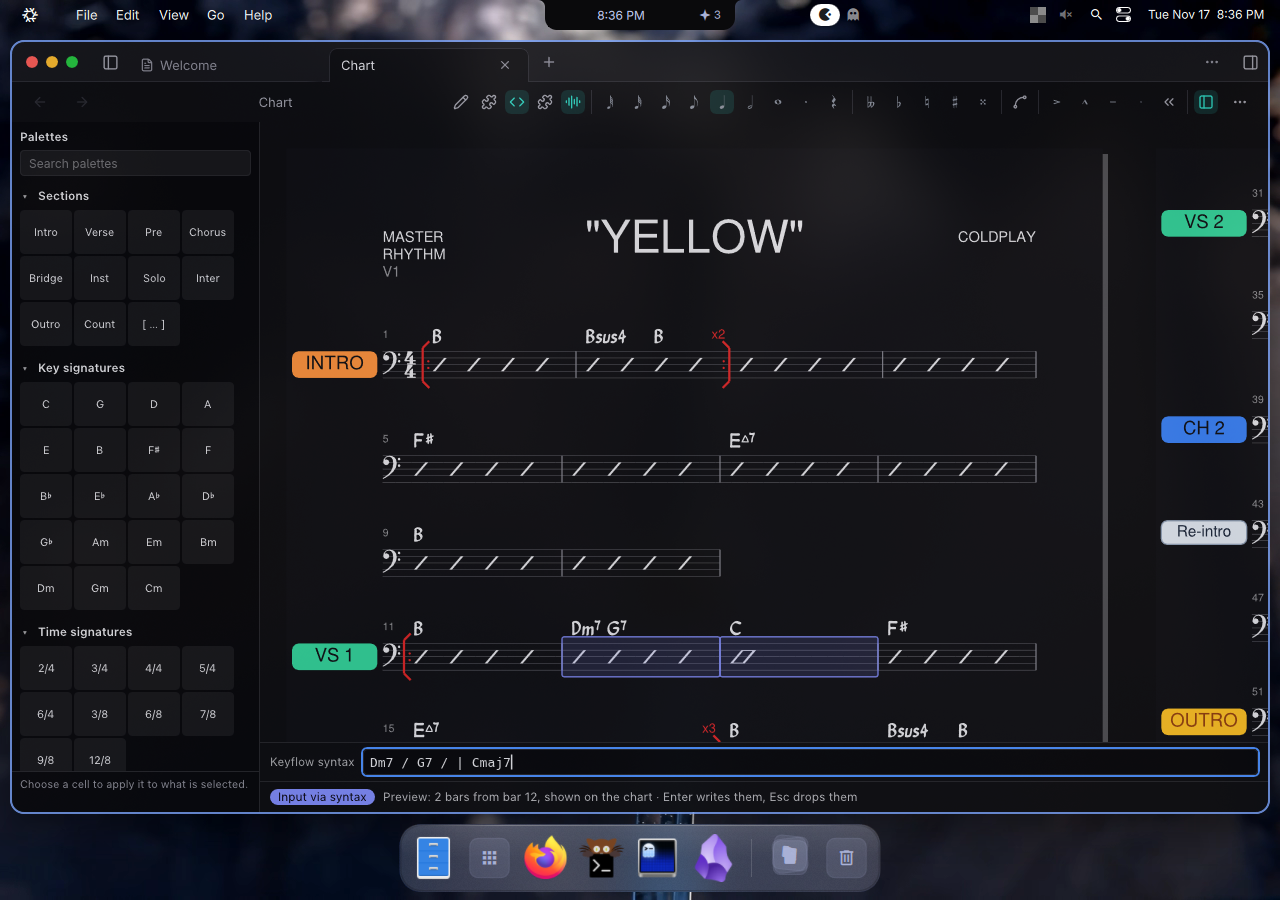 File Edit View Go Help
8:36 PM
3
Tue Nov 17 8:36 PM
Welcome
Chart
Chart
Palettes
Search palettes
Sections
Intro Verse Pre Chorus
Bridge Inst Solo Inter
Outro Count [ ... ]
Key signatures
C G D A
E B F♯ F
B♭ E♭ A♭ D♭
G♭ Am Em Bm
Dm Gm Cm
Time signatures
2/4 3/4 4/4 5/4
6/4 3/8 6/8 7/8
9/8 12/8
Choose a cell to apply it to what is selected.
MASTER
RHYTHM
V1
"YELLOW"
COLDPLAY
1 B Bsus4 B x2
INTRO 4/4
5 F♯ E△7
9 B
11 B Dm7 G7 C F♯
VS 1
15 E△7 x3 B Bsus4 B
31
VS 2
35
39
CH 2
43
Re-intro
47
51
OUTRO
Keyflow syntax Dm7 / G7 / | Cmaj7
Input via syntax Preview: 2 bars from bar 12, shown on the chart · Enter writes them, Esc drops them